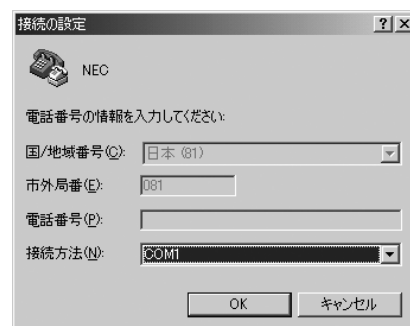 接続の設定
NEC
電話番号の情報を入力してください:
国/地域番号(C): 日本 (81)
市外局番(E): 081
電話番号(P):
接続方法(N): COM1
OK キャンセル